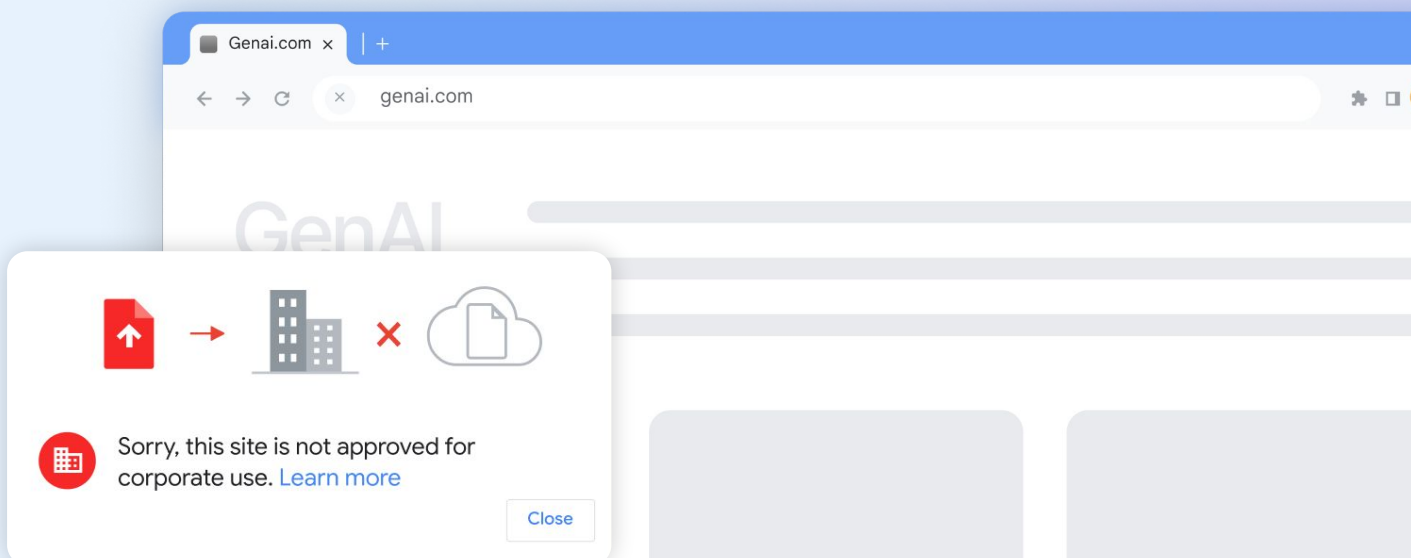 Genai.com
genai.com
GenAI
Sorry, this site is not approved for
corporate use. Learn more
Close